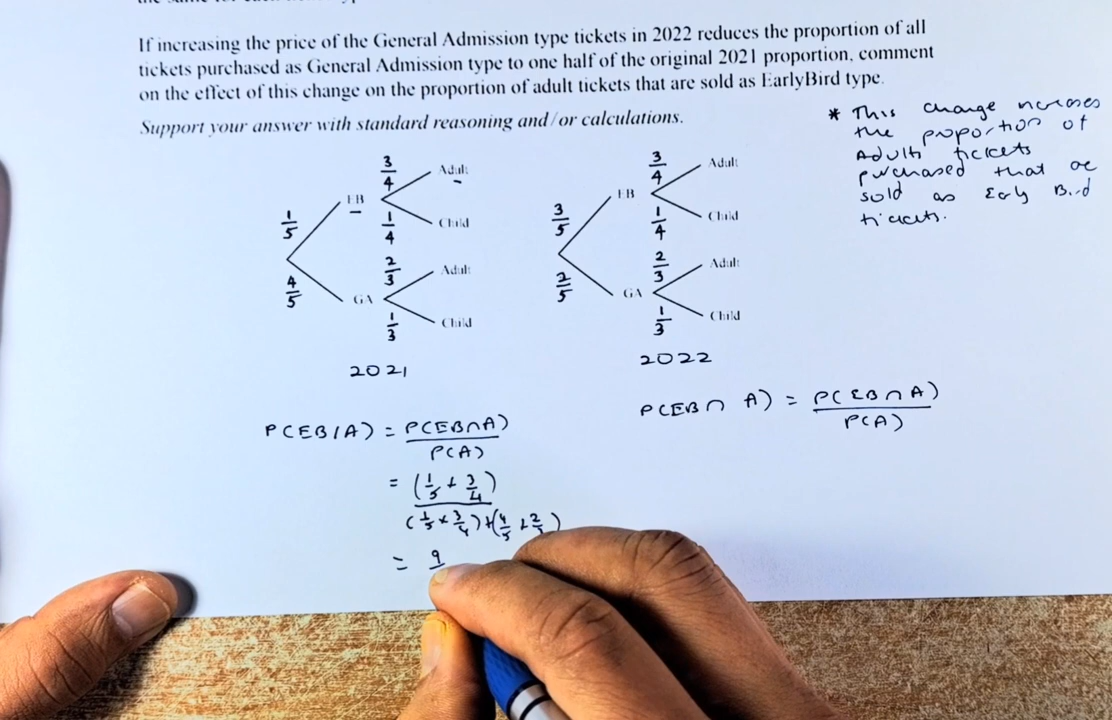 If increasing the price of the General Admission type tickets in 2022 reduces the proportion of all
tickets purchased as General Admission type to one half of the original 2021 proportion, comment
on the effect of this change on the proportion of adult tickets that are sold as EarlyBird type.
Support your answer with standard reasoning and/or calculations.
* This change increases
the proportion of
Adult tickets
purchased that are
sold as Early Bird
tickets.
3/4 Adult
EB
1/5 1/4 Child
4/5 2/3 Adult
GA
1/3 Child
2021
3/4 Adult
EB
3/5 1/4 Child
2/5 2/3 Adult
GA
1/3 Child
2022
P(EB/A) = P(EB∩A)
P(A)
= (1/5 + 3/4)
(1/5 × 3/4) + (4/5 +
= 9
P(EB∩ A) = P(EB∩A)
P(A)